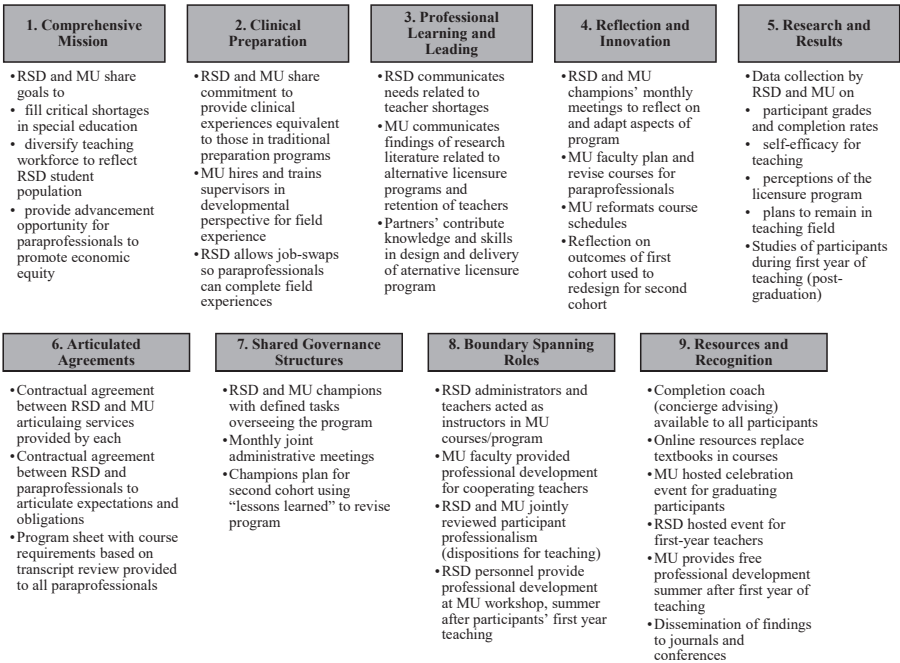 1. Comprehensive
Mission
•RSD and MU share
goals to
• fill critical shortages
in special education
• diversify teaching
workforce to reflect
RSD student
population
• provide advancement
opportunity for
paraprofessionals to
promote economic
equity
2. Clinical
Preparation
•RSD and MU share
commitment to
provide clinical
experiences equivalent
to those in traditional
preparation programs
•MU hires and trains
supervisors in
developmental
perspective for field
experience
•RSD allows job-swaps
so paraprofessionals
can complete field
experiences
3. Professional
Learning and
Leading
•RSD communicates
needs related to
teacher shortages
•MU communicates
findings of research
literature related to
alternative licensure
programs and
retention of teachers
•Partners' contribute
knowledge and skills
in design and delivery
of aternative licensure
program
4. Reflection and
Innovation
•RSD and MU
champions' monthly
meetings to reflect on
and adapt aspects of
program
•MU faculty plan and
revise courses for
paraprofessionals
•MU reformats course
schedules
•Reflection on
outcomes of first
cohort used to
redesign for second
cohort
5. Research and
Results
•Data collection by
RSD and MU on
• participant grades
and completion rates
• self-efficacy for
teaching
• perceptions of the
licensure program
• plans to remain in
teaching field
•Studies of participants
during first year of
teaching (post-
graduation)
6. Articulated
Agreements
•Contractual agreement
between RSD and MU
articulaing services
provided by each
•Contractual agreement
between RSD and
paraprofessionals to
articulate expectations and
obligations
•Program sheet with course
requirements based on
transcript review provided
to all paraprofessionals
7. Shared Governance
Structures
•RSD and MU champions
with defined tasks
overseeing the program
•Monthly joint
administrative meetings
•Champions plan for
second cohort using
"lessons learned" to revise
program
8. Boundary Spanning
Roles
•RSD administrators and
teachers acted as
instructors in MU
courses/program
•MU faculty provided
professional development
for cooperating teachers
•RSD and MU jointly
reviewed participant
professionalism
(dispositions for teaching)
•RSD personnel provide
professional development
at MU workshop, summer
after participants' first year
teaching
9. Resources and
Recognition
•Completion coach
(concierge advising)
available to all participants
•Online resources replace
textbooks in courses
•MU hosted celebration
event for graduating
participants
•RSD hosted event for
first-year teachers
•MU provides free
professional development
summer after first year of
teaching
•Dissemination of findings
to journals and
conferences